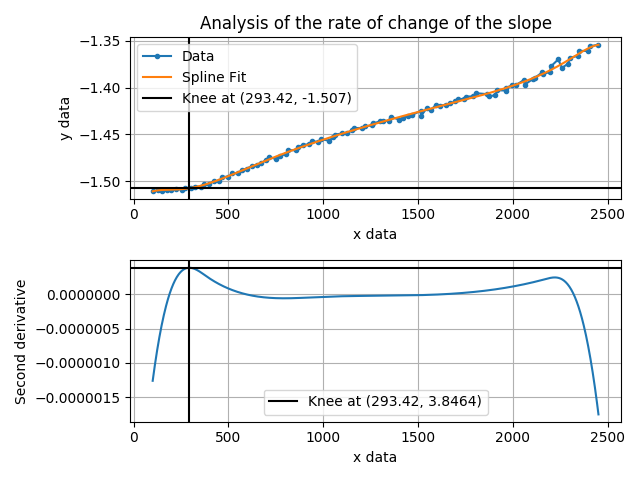 Analysis of the rate of change of the slope
−1.35
−1.40
−1.45
−1.50
y data
Data
Spline Fit
Knee at (293.42, -1.507)
0
500
1000
1500
2000
2500
x data
0.0000000
−0.0000005
−0.0000010
−0.0000015
Second derivative
Knee at (293.42, 3.8464)
0
500
1000
1500
2000
2500
x data